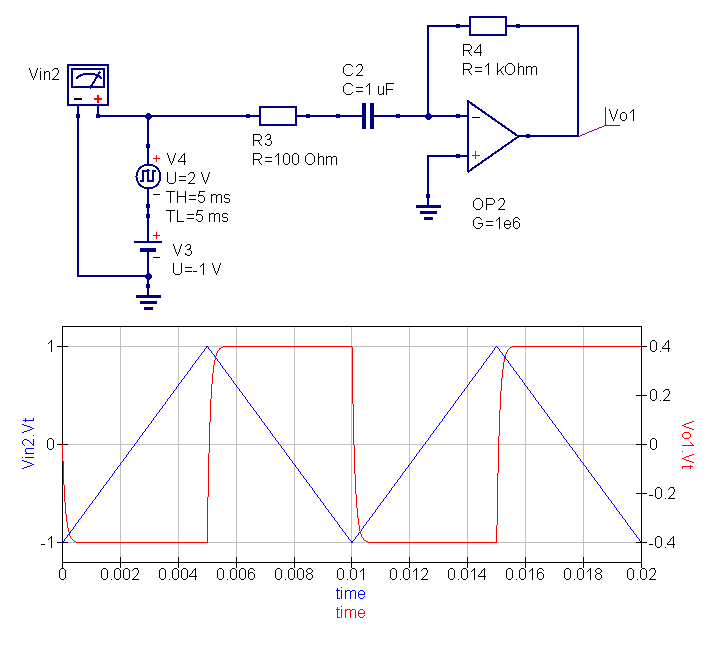 Vin2
- +
C2
C=1 uF
R4
R=1 kOhm
R3
R=100 Ohm
Vo1
-
+
OP2
G=1e6
+
V4
U=2 V
TH=5 ms
TL=5 ms
-
+
V3
U=-1 V
-
Vin2.Vt
1
0
-1
0.4
0.2
0
-0.2
-0.4
Vo1.Vt
0 0.002 0.004 0.006 0.008 0.01 0.012 0.014 0.016 0.018 0.02
time
time